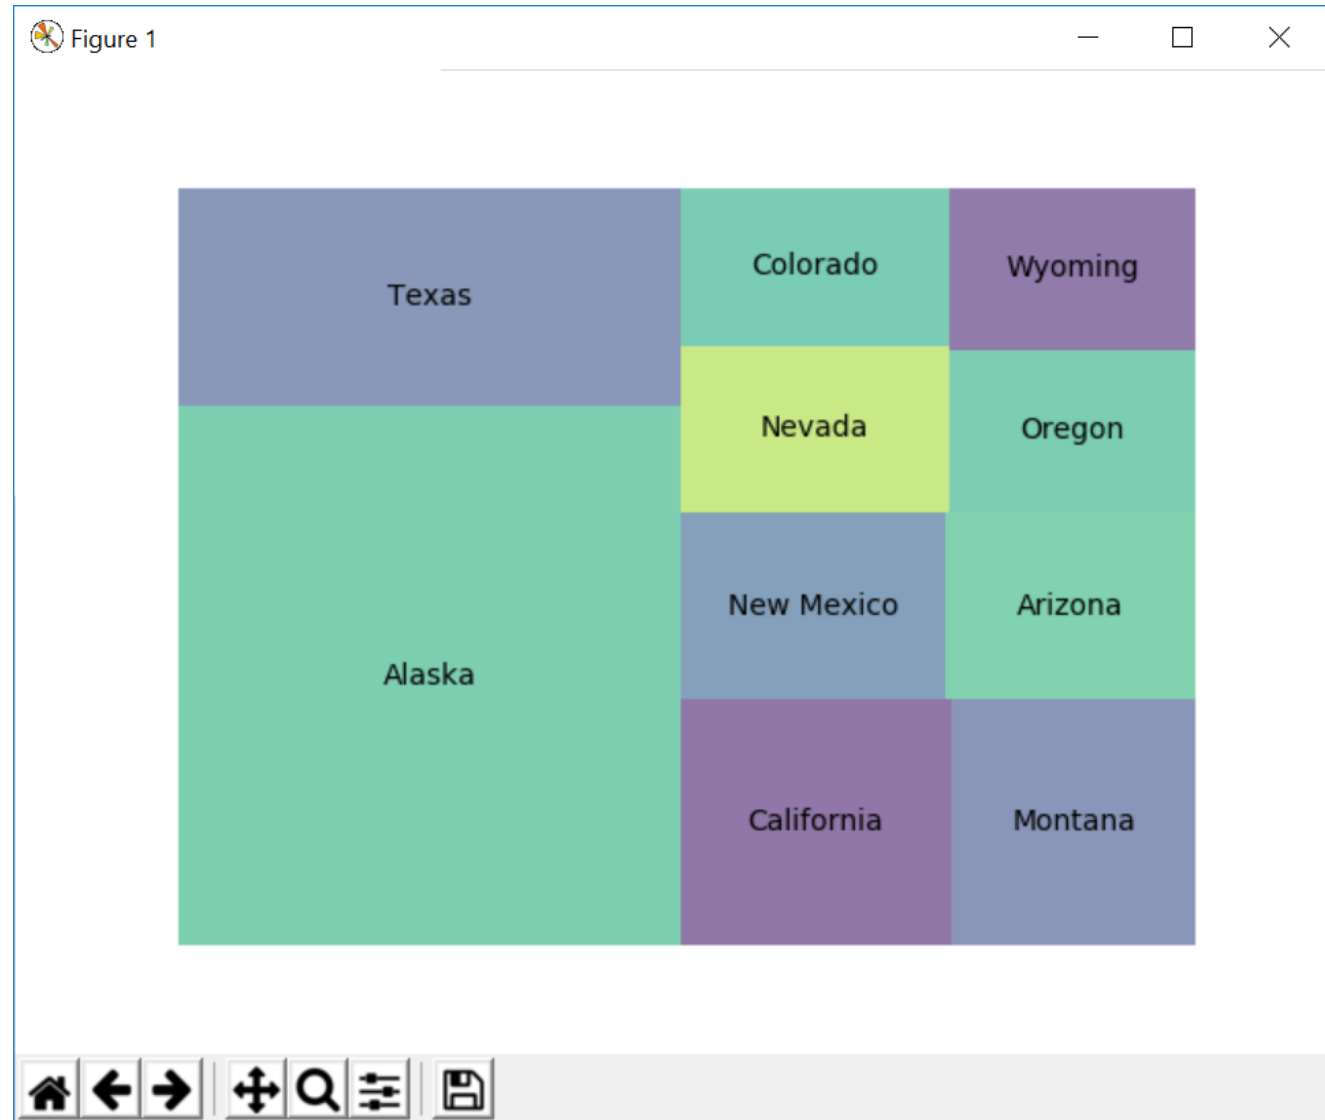 Figure 1
Texas
Colorado
Wyoming
Nevada
Oregon
New Mexico
Arizona
Alaska
California
Montana